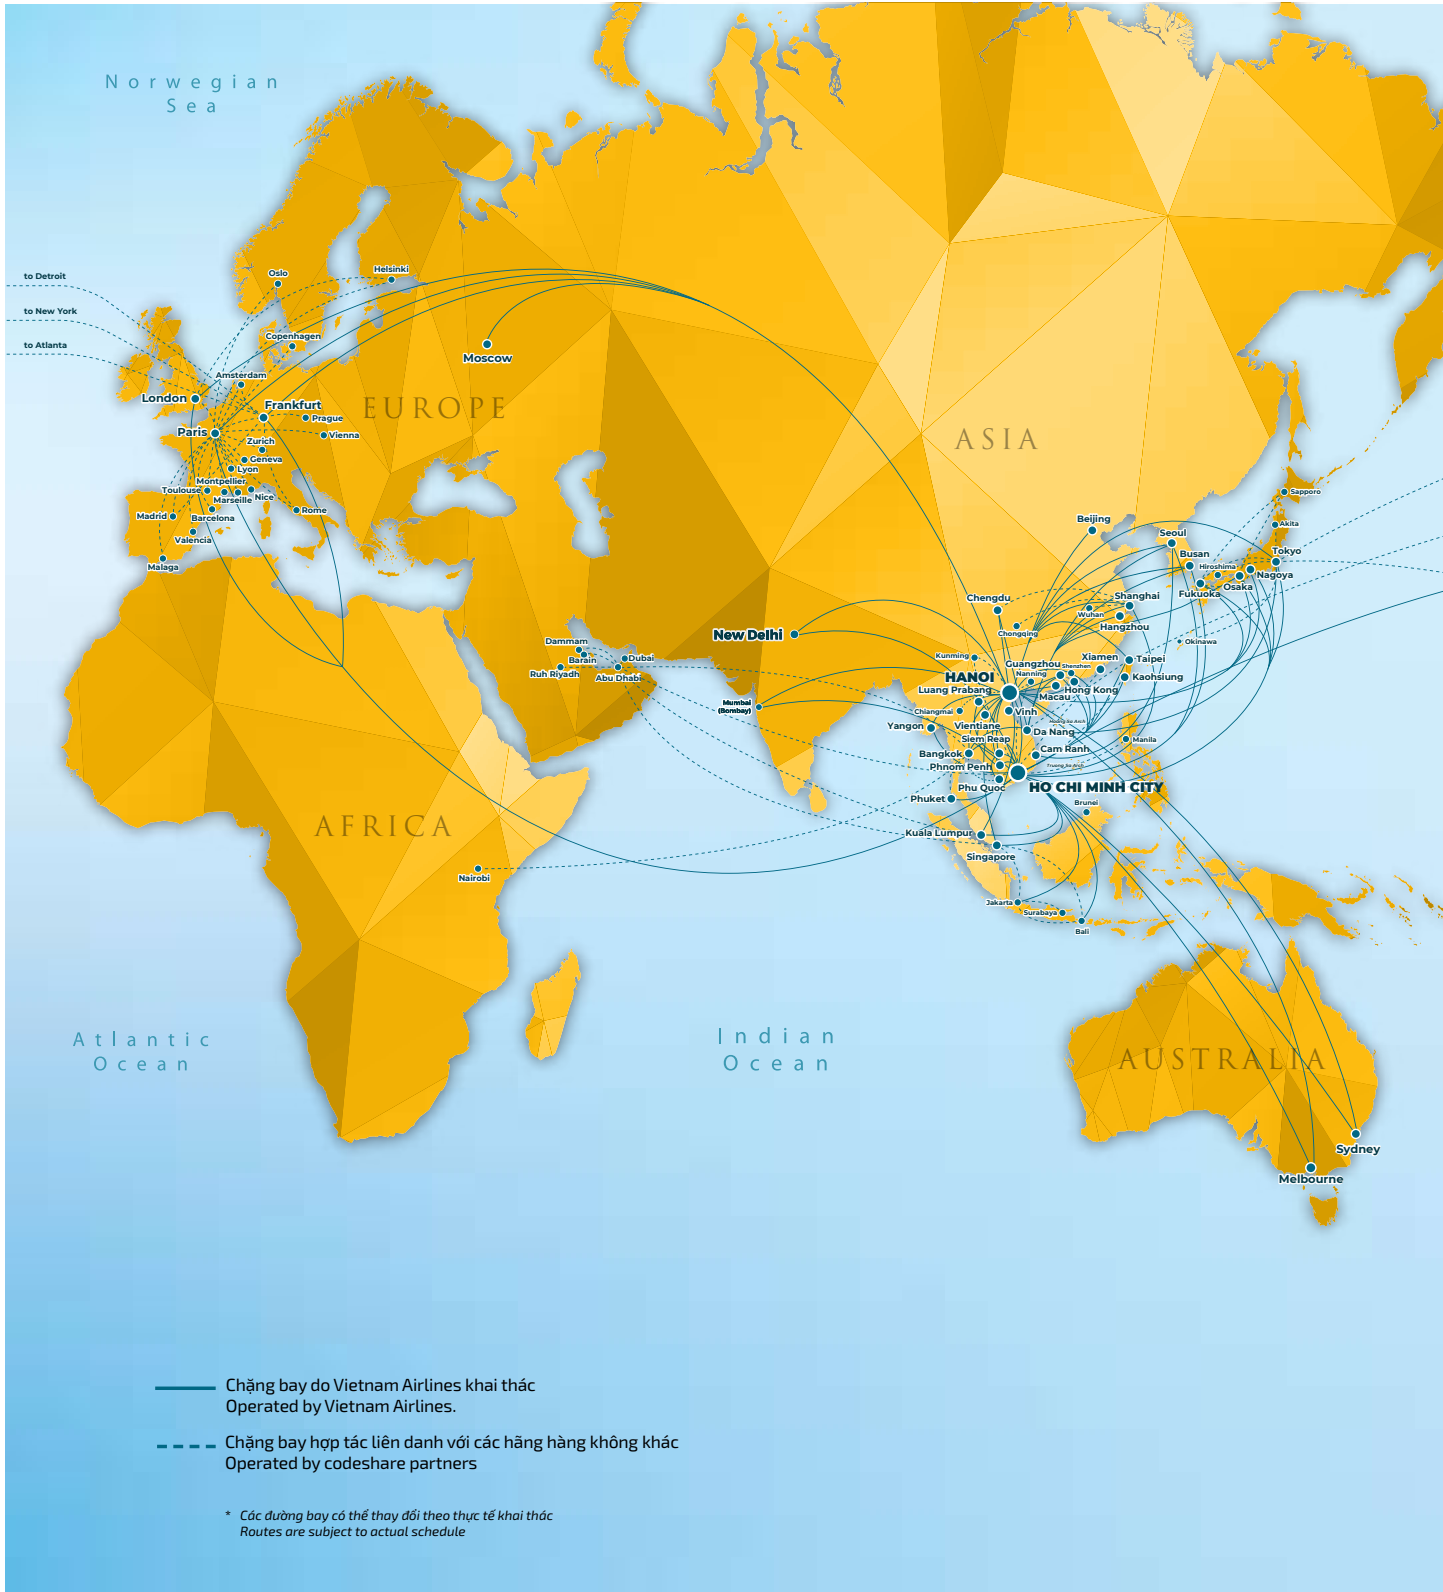 Norwegian
Sea
to Detroit
to New York
to Atlanta
Oslo
Helsinki
Copenhagen
Moscow
Amsterdam
London
Frankfurt
EUROPE
Prague
Paris
Vienna
Zurich
Geneva
Lyon
Montpellier
Toulouse
Marseille
Nice
Madrid
Barcelona
Rome
Valencia
Malaga
ASIA
Sapporo
Akita
Beijing
Seoul
Busan
Tokyo
Hiroshima
Nagoya
Osaka
Fukuoka
Chengdu
Shanghai
Wuhan
Hangzhou
Chongqing
New Delhi
Okinawa
Dammam
Barain
Dubai
Ruh Riyadh
Abu Dhabi
Kunming
Guangzhou
Shenzhen
Xiamen
Taipei
HANOI
Nanning
Kaohsiung
Luang Prabang
Macau
Hong Kong
Mumbai
(Bombay)
Chiangmai
Vinh
Yangon
Vientiane
Hoang Sa Arch
Da Nang
Siem Reap
Manila
Bangkok
Cam Ranh
Phnom Penh
Truong Sa Arch
Phu Quoc
HO CHI MINH CITY
Phuket
Brunei
AFRICA
Kuala Lumpur
Singapore
Nairobi
Jakarta
Surabaya
Bali
Atlantic
Ocean
Indian
Ocean
AUSTRALIA
Sydney
Melbourne
Chặng bay do Vietnam Airlines khai thác
Operated by Vietnam Airlines.
Chặng bay hợp tác liên danh với các hãng hàng không khác
Operated by codeshare partners
* Các đường bay có thể thay đổi theo thực tế khai thác
Routes are subject to actual schedule